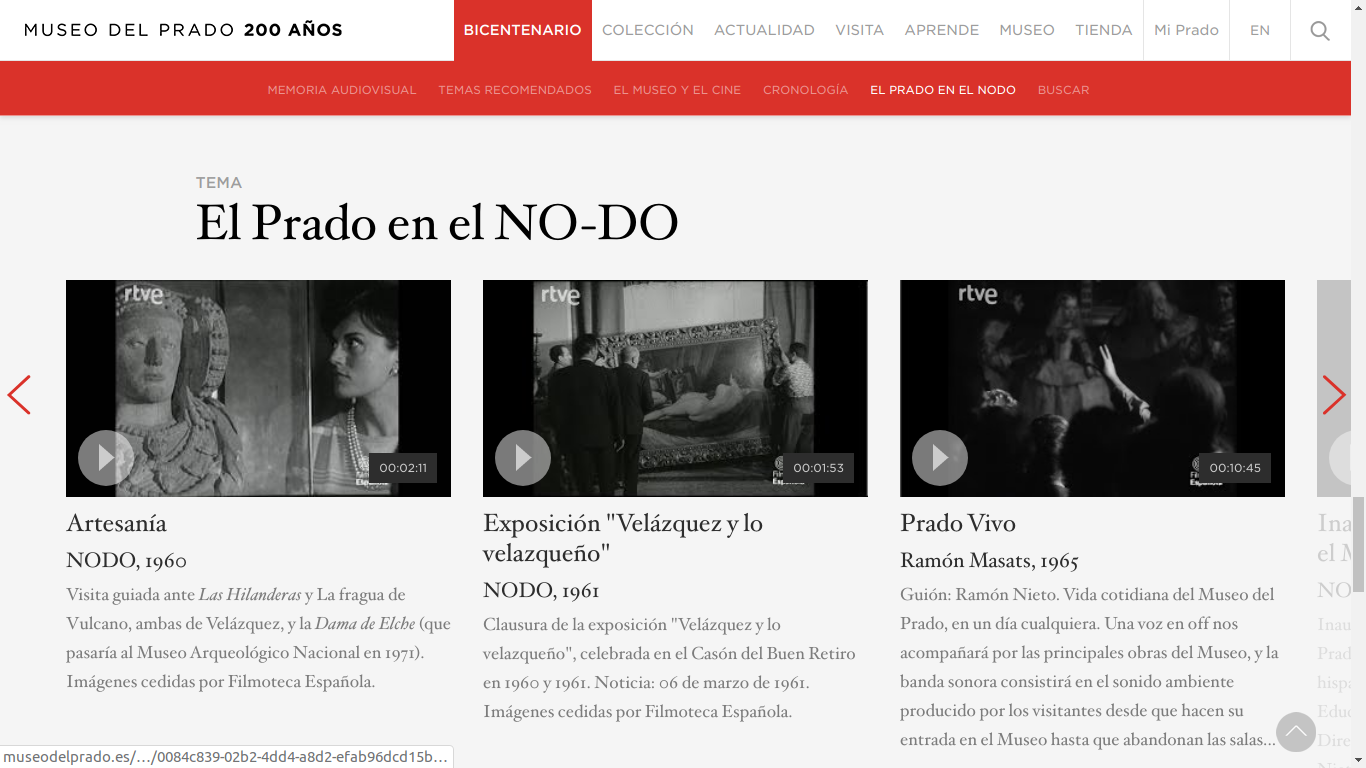 MUSEO DEL PRADO 200 AÑOS
BICENTENARIO COLECCIÓN ACTUALIDAD VISITA APRENDE MUSEO TIENDA Mi Prado EN
MEMORIA AUDIOVISUAL TEMAS RECOMENDADOS EL MUSEO Y EL CINE CRONOLOGÍA EL PRADO EN EL NODO BUSCAR
TEMA
El Prado en el NO-DO
rtve
00:02:11
Artesanía
NODO, 1960
Visita guiada ante Las Hilanderas y La fragua de
Vulcano, ambas de Velázquez, y la Dama de Elche (que
pasaría al Museo Arqueológico Nacional en 1971).
Imágenes cedidas por Filmoteca Española.
rtve
00:01:53
Exposición "Velázquez y lo
velazqueño"
NODO, 1961
Clausura de la exposición "Velázquez y lo
velazqueño", celebrada en el Casón del Buen Retiro
en 1960 y 1961. Noticia: 06 de marzo de 1961.
Imágenes cedidas por Filmoteca Española.
rtve
00:10:45
Prado Vivo
Ramón Masats, 1965
Guión: Ramón Nieto. Vida cotidiana del Museo del
Prado, en un día cualquiera. Una voz en off nos
acompañará por las principales obras del Museo, y la
banda sonora consistirá en el sonido ambiente
producido por los visitantes desde que hacen su
entrada en el Museo hasta que abandonan las salas...
Ina
el M
NO
Inau
Prad
hispa
Educ
Dire
museodelprado.es/…/0084c839-02b2-4dd4-a8d2-efab96dcd15b…